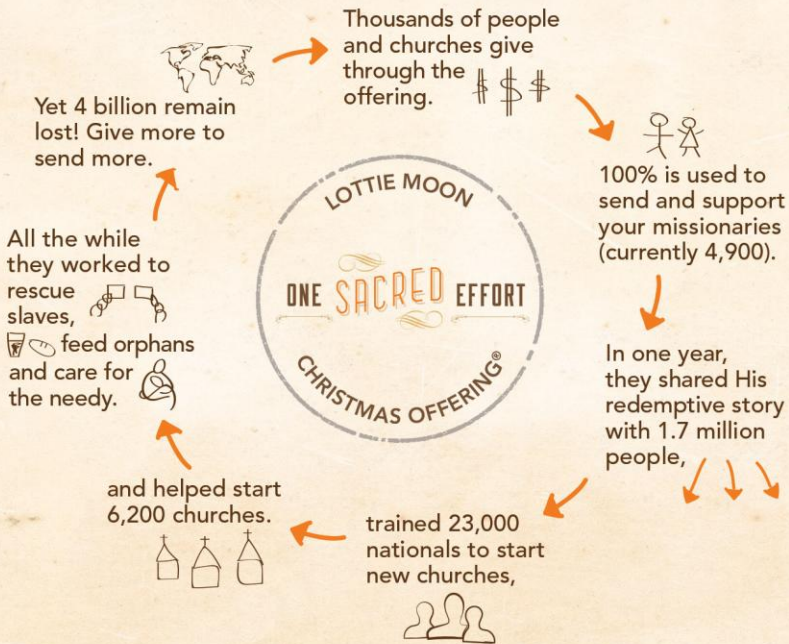 Thousands of people
and churches give
through the
offering.
100% is used to
send and support
your missionaries
(currently 4,900).
In one year,
they shared His
redemptive story
with 1.7 million
people,
trained 23,000
nationals to start
new churches,
and helped start
6,200 churches.
All the while
they worked to
rescue
slaves,
feed orphans
and care for
the needy.
Yet 4 billion remain
lost! Give more to
send more.
LOTTIE MOON
ONE SACRED EFFORT
CHRISTMAS OFFERING®